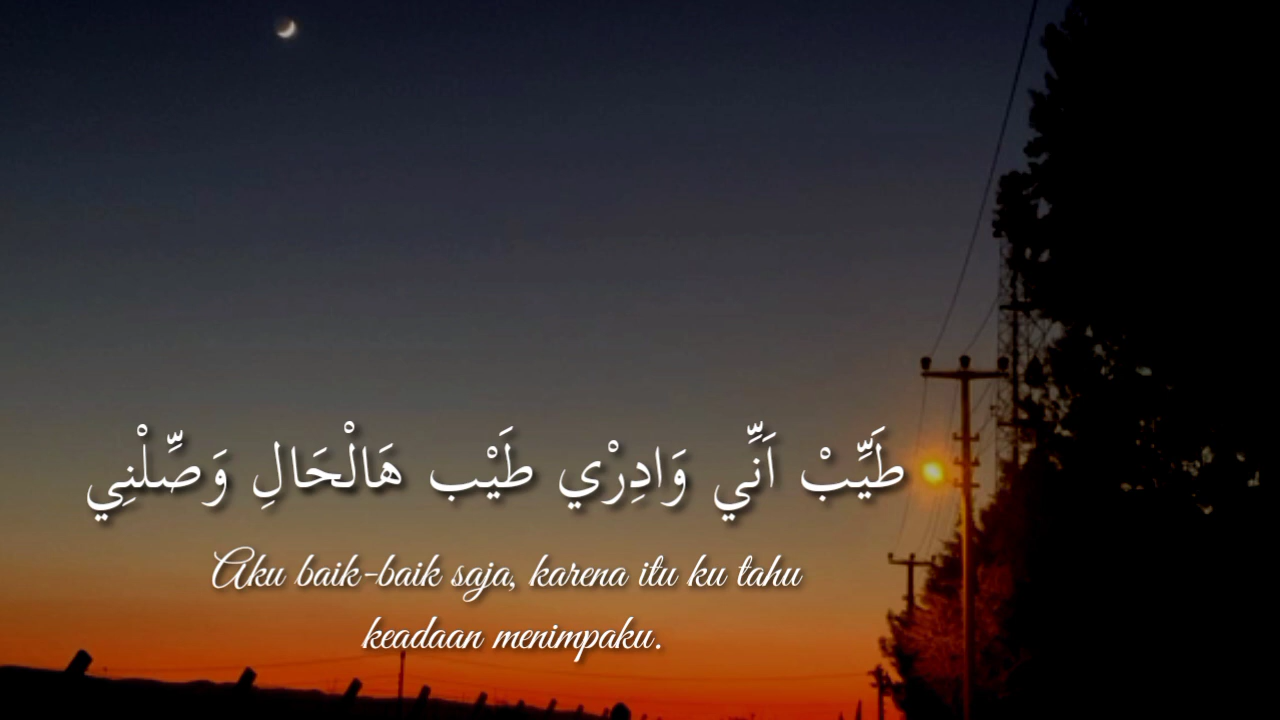 طَيِّبْ اَنِّي وَادِرْي طَيْب هَالْحَالِ وَصِّلْنِي
Aku baik-baik saja, karena itu ku tahu
keadaan menimpaku.